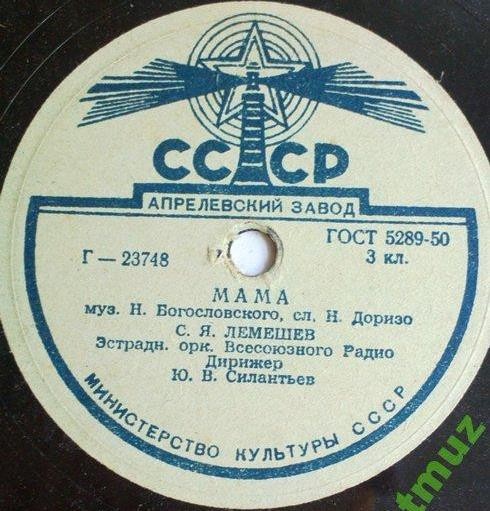 СССР
АПРЕЛЕВСКИЙ ЗАВОД
ГОСТ 5289-50
Г — 23748
3 кл.
МАМА
муз. Н. Богословского, сл. Н. Доризо
С. Я. ЛЕМЕШЕВ
Эстрадн. орк. Всесоюзного Радио
Дирижер
Ю. В. Силантьев
МИНИСТЕРСТВО КУЛЬТУРЫ СССР
tmuz